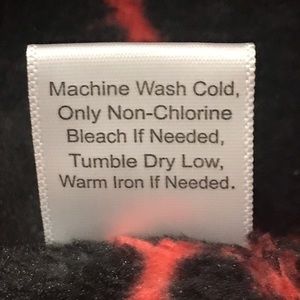 Machine Wash Cold,
Only Non-Chlorine
Bleach If Needed,
Tumble Dry Low,
Warm Iron If Needed.